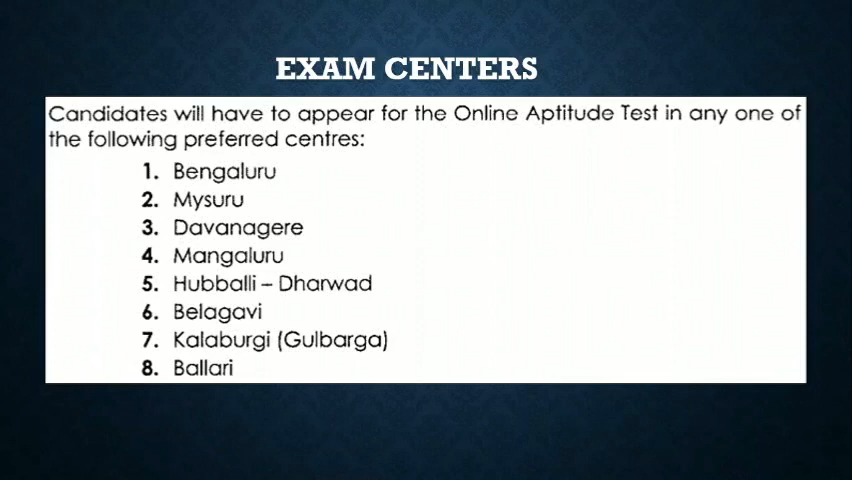 EXAM CENTERS
Candidates will have to appear for the Online Aptitude Test in any one of
the following preferred centres:
1. Bengaluru
2. Mysuru
3. Davanagere
4. Mangaluru
5. Hubballi – Dharwad
6. Belagavi
7. Kalaburgi (Gulbarga)
8. Ballari